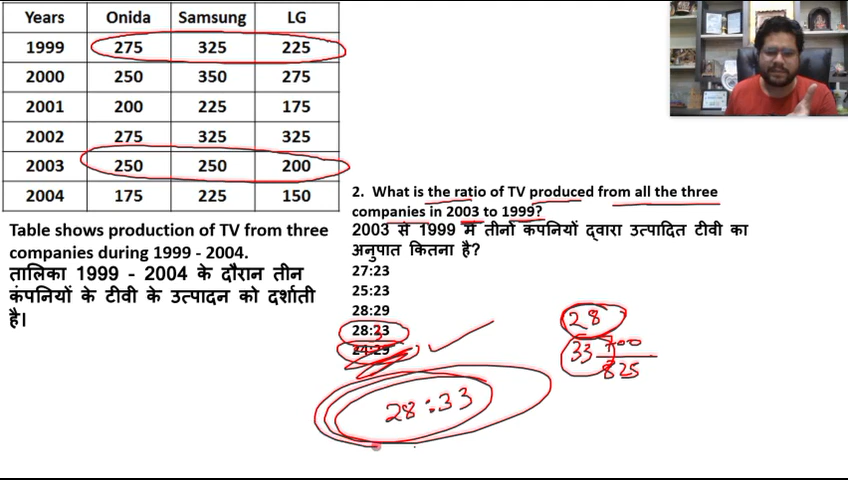 Years Onida Samsung LG
1999 275 325 225
2000 250 350 275
2001 200 225 175
2002 275 325 325
2003 250 250 200
2004 175 225 150
Table shows production of TV from three
companies during 1999 - 2004.
तालिका 1999 - 2004 के दौरान तीन
कंपनियों के टीवी के उत्पादन को दर्शाती
है।
2. What is the ratio of TV produced from all the three
companies in 2003 to 1999?
2003 से 1999 में तीनों कंपनियों द्वारा उत्पादित टीवी का
अनुपात कितना है?
27:23
25:23
28:29
28:33
24:29
28:33
28
33 700
825